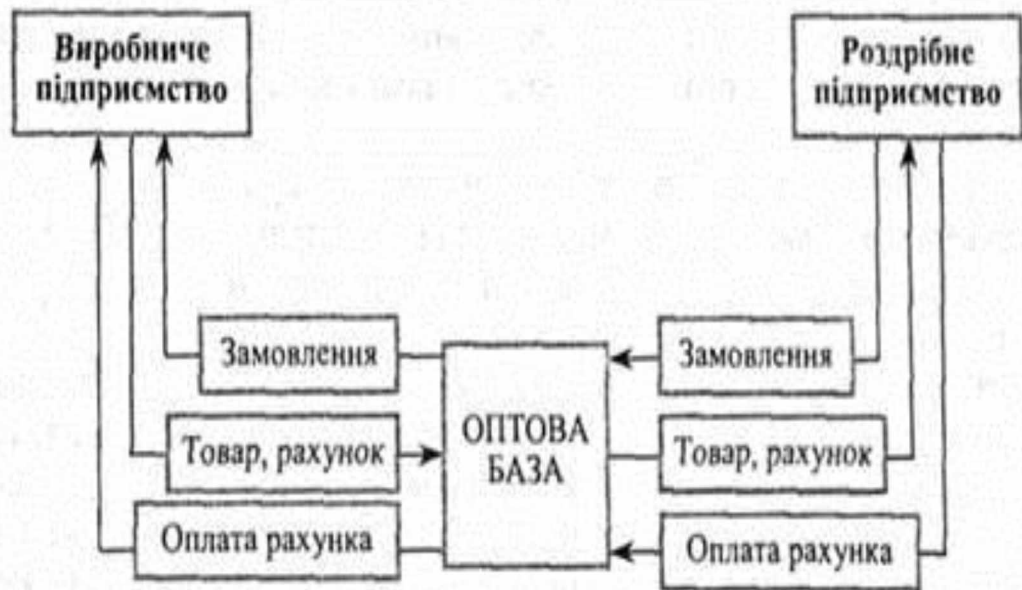 Виробниче
підприємство
Роздрібне
підприємство
Замовлення
Замовлення
Товар, рахунок
ОПТОВА
БАЗА
Товар, рахунок
Оплата рахунка
Оплата рахунка